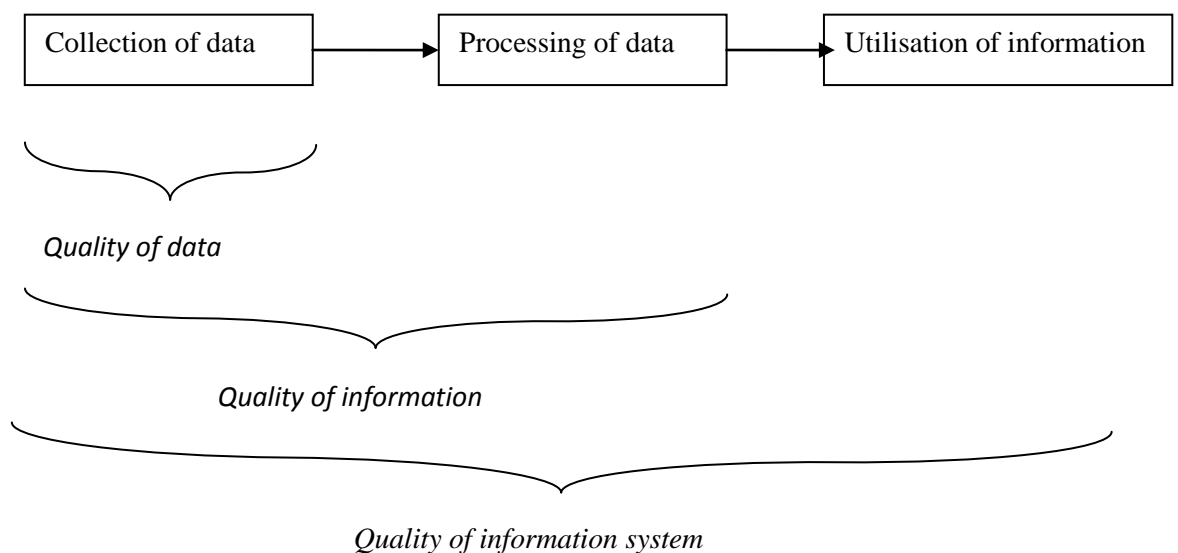 Collection of data
Processing of data
Utilisation of information
Quality of data
Quality of information
Quality of information system